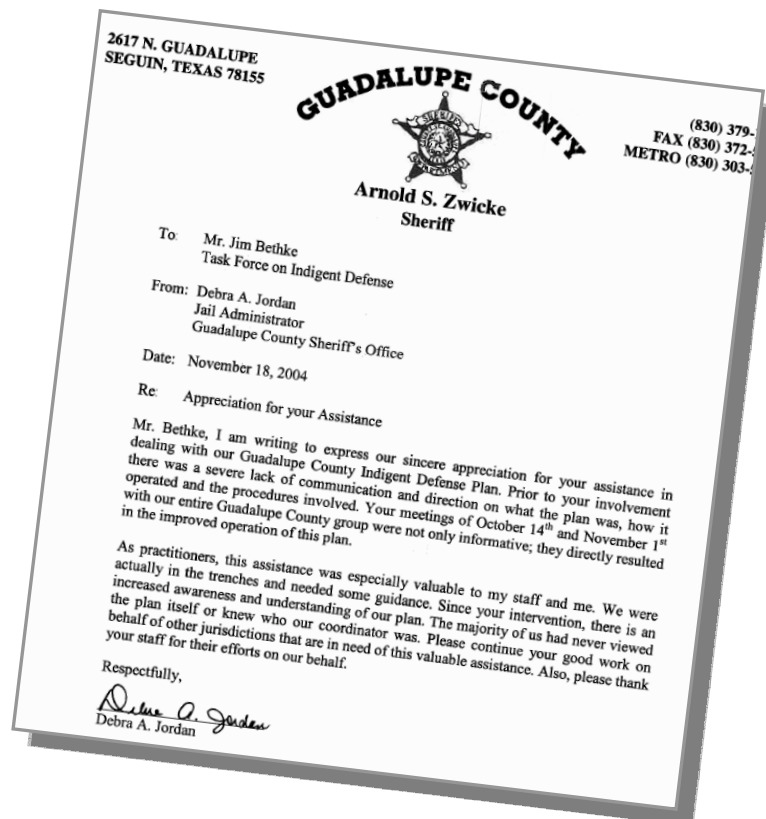 2617 N. GUADALUPE
SEGUIN, TEXAS 78155
GUADALUPE COUNTY
(830) 379-
FAX (830) 372-
METRO (830) 303-
SHERIFF'S
Arnold S. Zwicke
Sheriff
To: Mr. Jim Bethke
Task Force on Indigent Defense
From: Debra A. Jordan
Jail Administrator
Guadalupe County Sheriff's Office
Date: November 18, 2004
Re: Appreciation for your Assistance
Mr. Bethke, I am writing to express our sincere appreciation for your assistance in
dealing with our Guadalupe County Indigent Defense Plan. Prior to your involvement
there was a severe lack of communication and direction on what the plan was, how it
operated and the procedures involved. Your meetings of October 14th and November 1st
with our entire Guadalupe County group were not only informative; they directly resulted
in the improved operation of this plan.
As practitioners, this assistance was especially valuable to my staff and me. We were
actually in the trenches and needed some guidance. Since your intervention, there is an
increased awareness and understanding of our plan. The majority of us had never viewed
the plan itself or knew who our coordinator was. Please continue your good work on
behalf of other jurisdictions that are in need of this valuable assistance. Also, please thank
your staff for their efforts on our behalf.
Respectfully,
Debra A. Jordan
Debra A. Jordan